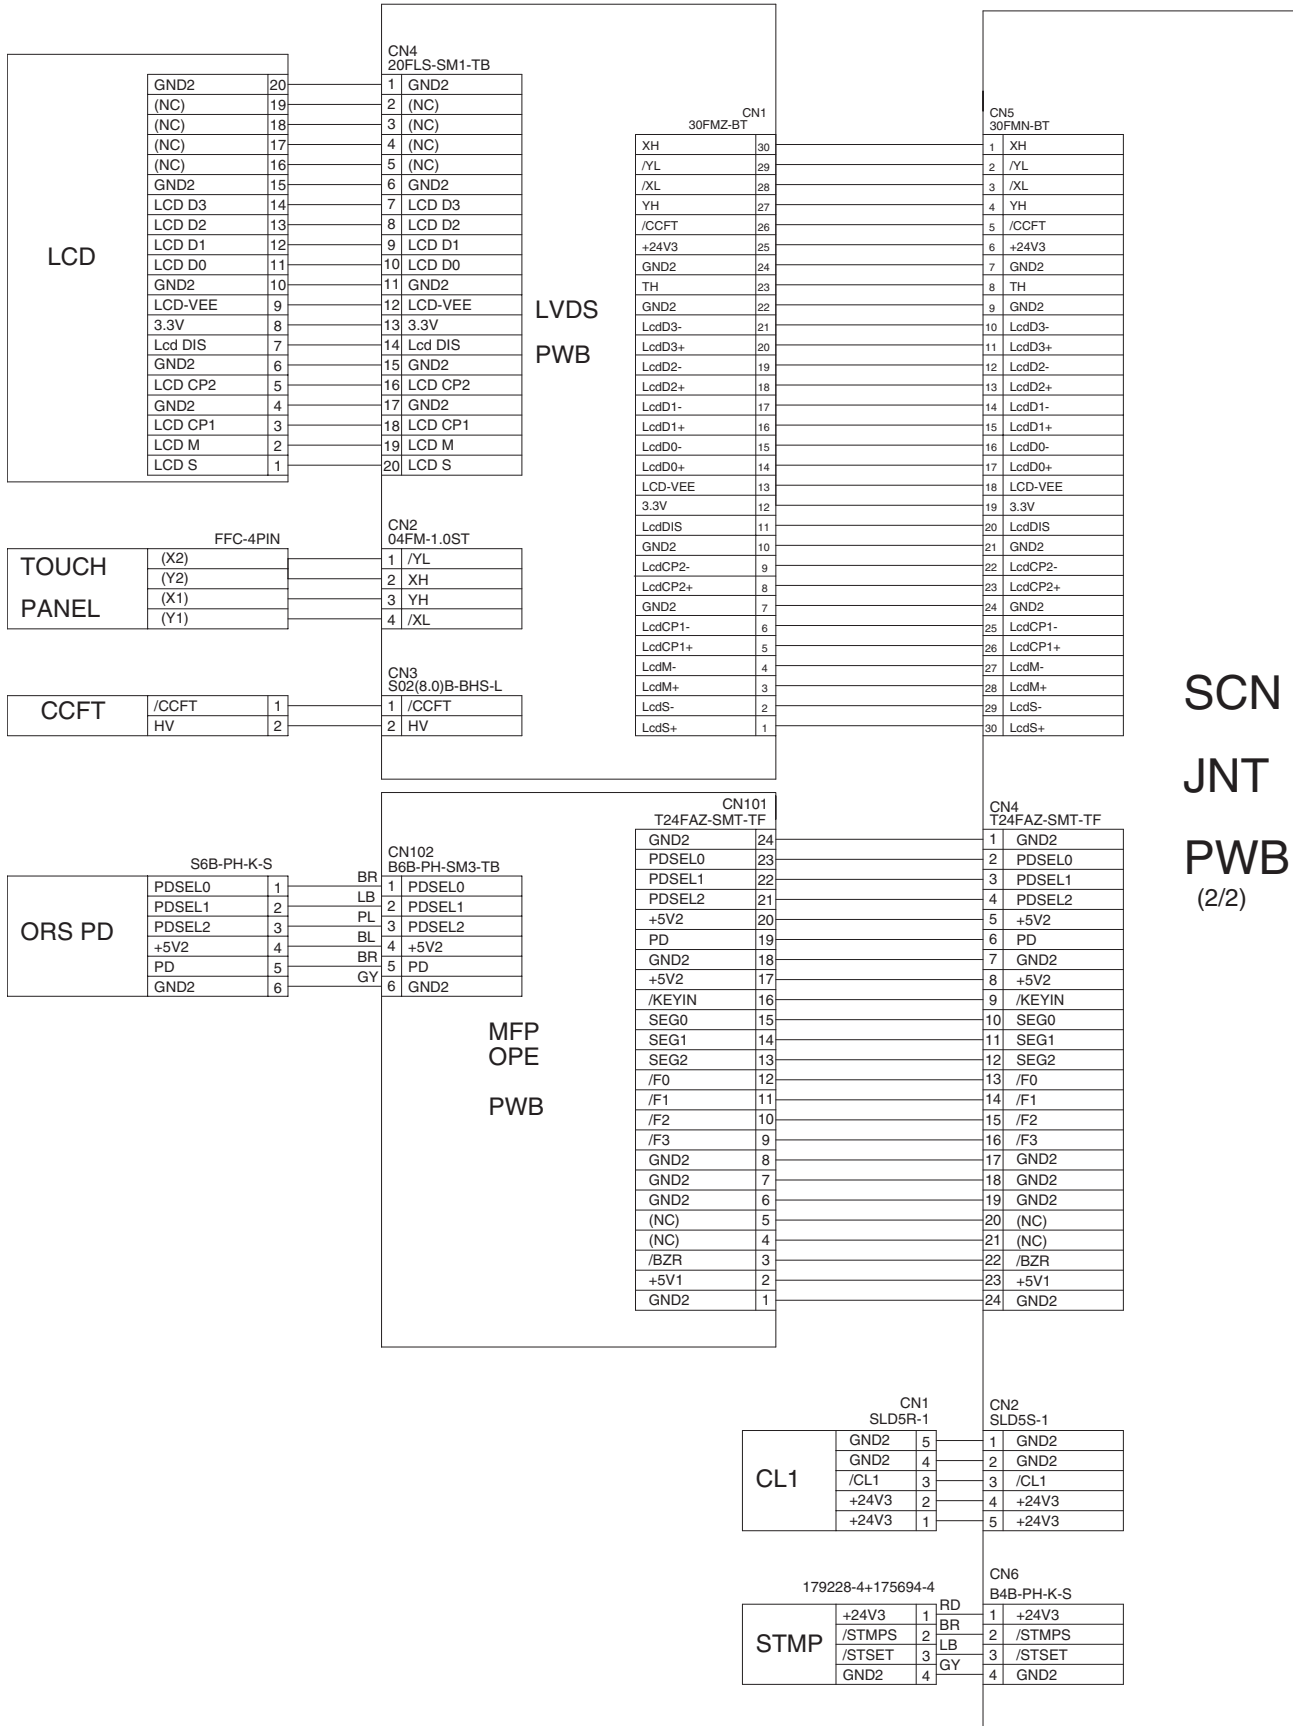 LCD
GND2 20
(NC) 19
(NC) 18
(NC) 17
(NC) 16
GND2 15
LCD D3 14
LCD D2 13
LCD D1 12
LCD D0 11
GND2 10
LCD-VEE 9
3.3V 8
Lcd DIS 7
GND2 6
LCD CP2 5
GND2 4
LCD CP1 3
LCD M 2
LCD S 1
CN4
20FLS-SM1-TB
1 GND2
2 (NC)
3 (NC)
4 (NC)
5 (NC)
6 GND2
7 LCD D3
8 LCD D2
9 LCD D1
10 LCD D0
11 GND2
12 LCD-VEE
13 3.3V
14 Lcd DIS
15 GND2
16 LCD CP2
17 GND2
18 LCD CP1
19 LCD M
20 LCD S
LVDS
PWB
CN1
30FMZ-BT
XH 30
/YL 29
/XL 28
YH 27
/CCFT 26
+24V3 25
GND2 24
TH 23
GND2 22
LcdD3- 21
LcdD3+ 20
LcdD2- 19
LcdD2+ 18
LcdD1- 17
LcdD1+ 16
LcdD0- 15
LcdD0+ 14
LCD-VEE 13
3.3V 12
LcdDIS 11
GND2 10
LcdCP2- 9
LcdCP2+ 8
GND2 7
LcdCP1- 6
LcdCP1+ 5
LcdM- 4
LcdM+ 3
LcdS- 2
LcdS+ 1
CN5
30FMN-BT
1 XH
2 /YL
3 /XL
4 YH
5 /CCFT
6 +24V3
7 GND2
8 TH
9 GND2
10 LcdD3-
11 LcdD3+
12 LcdD2-
13 LcdD2+
14 LcdD1-
15 LcdD1+
16 LcdD0-
17 LcdD0+
18 LCD-VEE
19 3.3V
20 LcdDIS
21 GND2
22 LcdCP2-
23 LcdCP2+
24 GND2
25 LcdCP1-
26 LcdCP1+
27 LcdM-
28 LcdM+
29 LcdS-
30 LcdS+
FFC-4PIN
TOUCH
PANEL
(X2)
(Y2)
(X1)
(Y1)
CN2
04FM-1.0ST
1 /YL
2 XH
3 YH
4 /XL
CCFT
/CCFT 1
HV 2
CN3
S02(8.0)B-BHS-L
1 /CCFT
2 HV
SCN
JNT
PWB
(2/2)
S6B-PH-K-S
ORS PD
PDSEL0 1
PDSEL1 2
PDSEL2 3
+5V2 4
PD 5
GND2 6
BR
LB
PL
BL
BR
GY
CN102
B6B-PH-SM3-TB
1 PDSEL0
2 PDSEL1
3 PDSEL2
4 +5V2
5 PD
6 GND2
MFP
OPE
PWB
CN101
T24FAZ-SMT-TF
GND2 24
PDSEL0 23
PDSEL1 22
PDSEL2 21
+5V2 20
PD 19
GND2 18
+5V2 17
/KEYIN 16
SEG0 15
SEG1 14
SEG2 13
/F0 12
/F1 11
/F2 10
/F3 9
GND2 8
GND2 7
GND2 6
(NC) 5
(NC) 4
/BZR 3
+5V1 2
GND2 1
CN4
T24FAZ-SMT-TF
1 GND2
2 PDSEL0
3 PDSEL1
4 PDSEL2
5 +5V2
6 PD
7 GND2
8 +5V2
9 /KEYIN
10 SEG0
11 SEG1
12 SEG2
13 /F0
14 /F1
15 /F2
16 /F3
17 GND2
18 GND2
19 GND2
20 (NC)
21 (NC)
22 /BZR
23 +5V1
24 GND2
CN1
SLD5R-1
CL1
GND2 5
GND2 4
/CL1 3
+24V3 2
+24V3 1
CN2
SLD5S-1
1 GND2
2 GND2
3 /CL1
4 +24V3
5 +24V3
179228-4+175694-4
STMP
+24V3 1
/STMPS 2
/STSET 3
GND2 4
RD
BR
LB
GY
CN6
B4B-PH-K-S
1 +24V3
2 /STMPS
3 /STSET
4 GND2